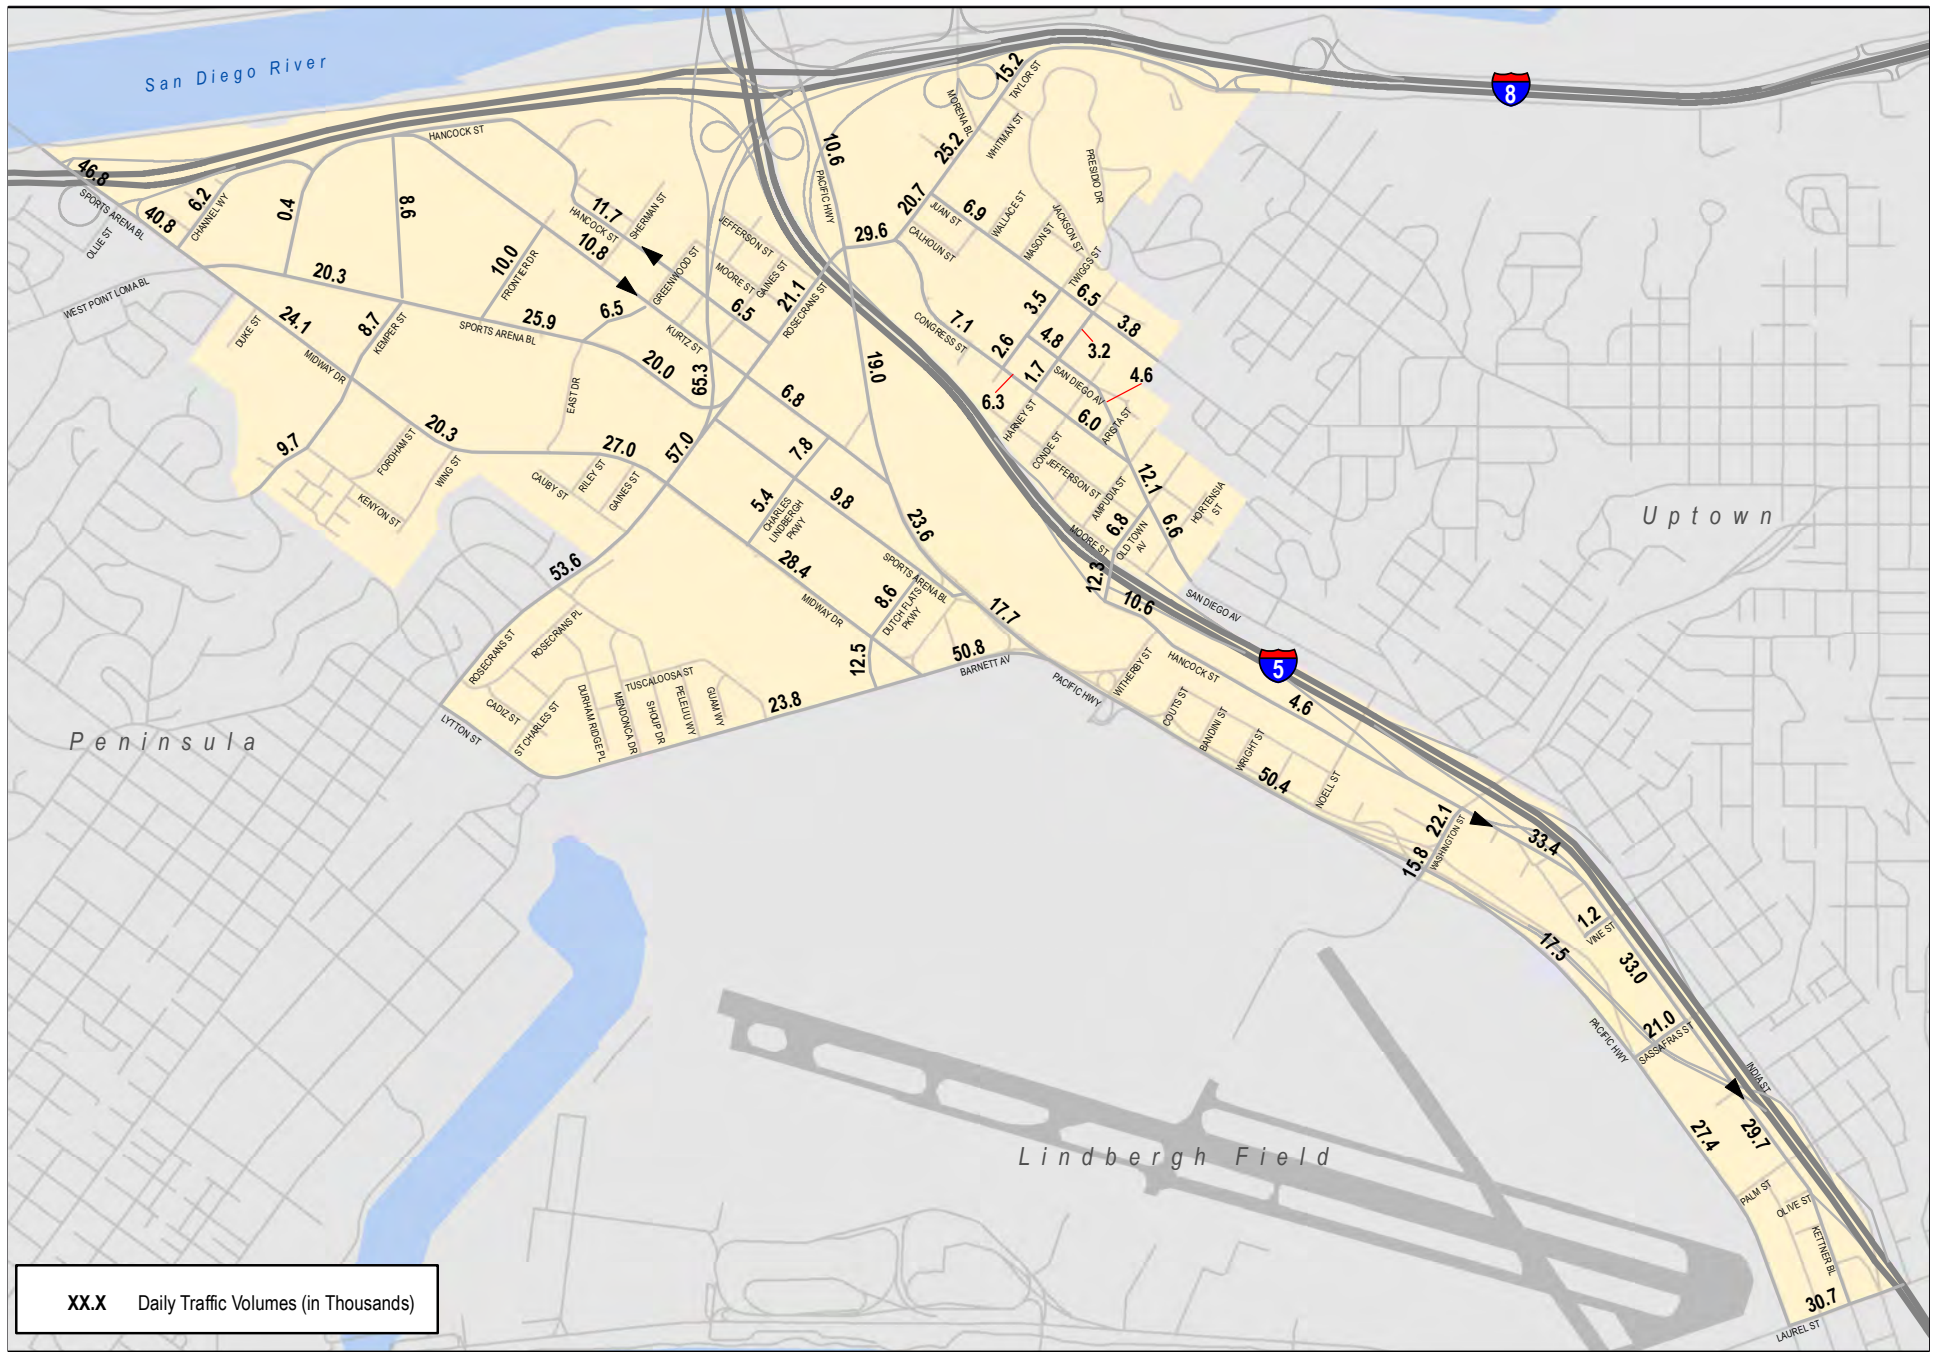 San Diego River
8
15.2
TAYLOR ST
MORENA BL
WHITMAN ST
25.2
HANCOCK ST
10.6
PACIFIC HWY
PRESIDIO DR
46.8
SPORTS ARENA BL
40.8
6.2
CHANNEL WY
OLLIE ST
0.4
8.6
11.7
HANCOCK ST
SHERMAN ST
10.8
20.7
JUAN ST
6.9
WALLACE ST
CALHOUN ST
MASON ST
JACKSON ST
TWIGGS ST
29.6
JEFFERSON ST
MOORE ST
GAINES ST
GREENWOOD ST
10.0
FRONTIER DR
20.3
WEST POINT LOMA BL
21.1
ROSECRANS ST
6.5
6.5
3.5
6.5
3.8
24.1
DUKE ST
8.7
KEMPER ST
25.9
SPORTS ARENA BL
KURTZ ST
7.1
CONGRESS ST
2.6
4.8
3.2
MIDWAY DR
20.0
65.3
19.0
1.7
SAN DIEGO AV
4.6
6.3
EAST DR
6.8
HARNEY ST
6.0
ARISTA ST
9.7
20.3
FORDHAM ST
WING ST
KENYON ST
27.0
57.0
CAUBY ST
RILEY ST
GAINES ST
7.8
CONDE ST
JEFFERSON ST
AMPUDIA ST
12.1
HORTENSIA
ST
5.4
CHARLES
LINDBERGH
PKWY
9.8
23.6
MOORE ST
6.8
OLD TOWN
AV
6.6
Uptown
53.6
28.4
SPORTS ARENA BL
12.3
10.6
SAN DIEGO AV
MIDWAY DR
8.6
DUTCH FLATS
PKWY
17.7
ROSECRANS ST
ROSECRANS PL
12.5
50.8
BARNETT AV
5
HANCOCK ST
WITHERBY ST
PACIFIC HWY
TUSCALOOSA ST
CADIZ ST
ST CHARLES ST
DURHAM RIDGE PL
MENDONCA DR
SHOUP DR
PELELIU WY
GUAM WY
23.8
LYTTON ST
Peninsula
COUTS ST
BANDINI ST
WRIGHT ST
4.6
50.4
NOELL ST
22.1
WASHINGTON ST
15.8
33.4
1.2
VINE ST
17.5
33.0
21.0
SASSAFRAS ST
PACIFIC HWY
INDIA ST
Lindbergh Field
27.4
29.7
PALM ST
OLIVE ST
KETTNER BL
30.7
LAUREL ST
XX.X Daily Traffic Volumes (in Thousands)